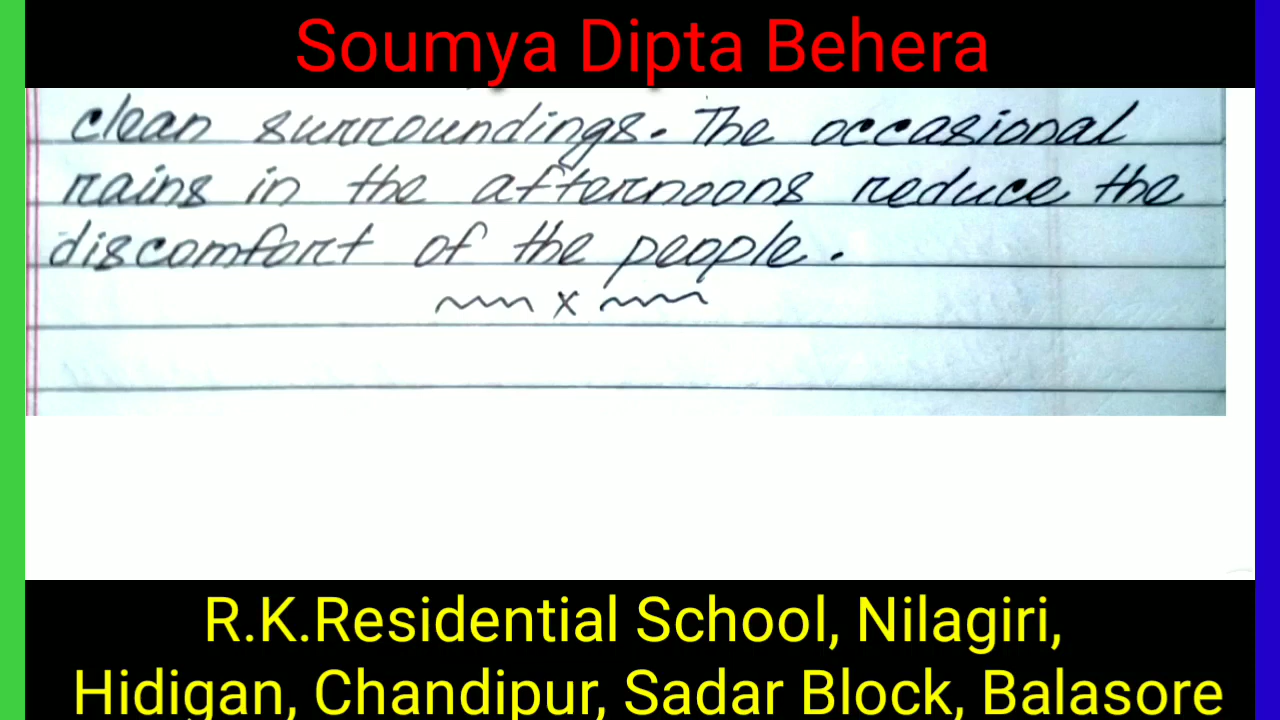 Soumya Dipta Behera
clean surroundings. The occasional
rains in the afternoons reduce the
discomfort of the people.
x
R.K.Residential School, Nilagiri,
Hidigan, Chandipur, Sadar Block, Balasore